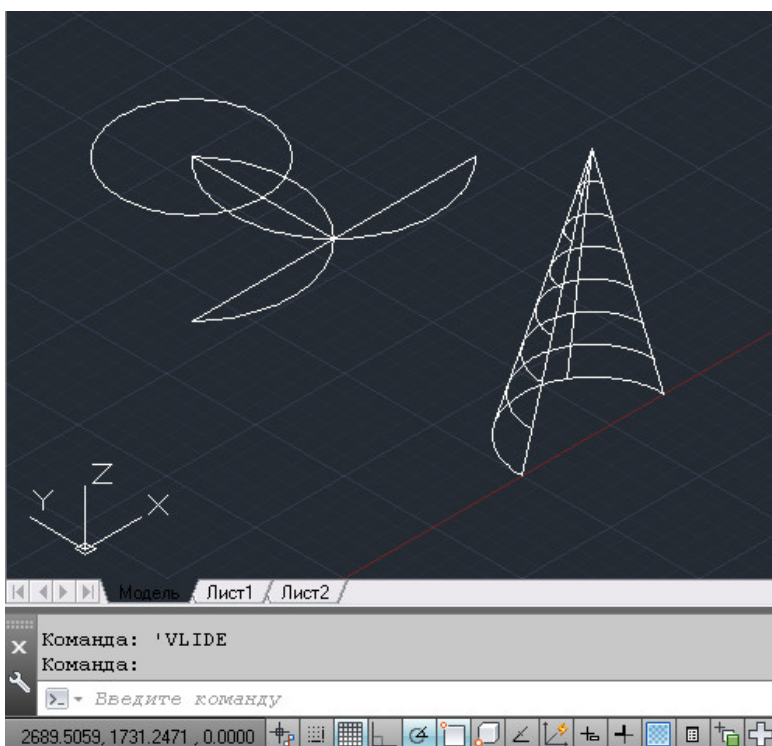 Z
Y
X
Модель Лист1 Лист2
Команда: 'VLIDE
Команда:
Введите команду
2689.5059, 1731.2471 , 0.0000